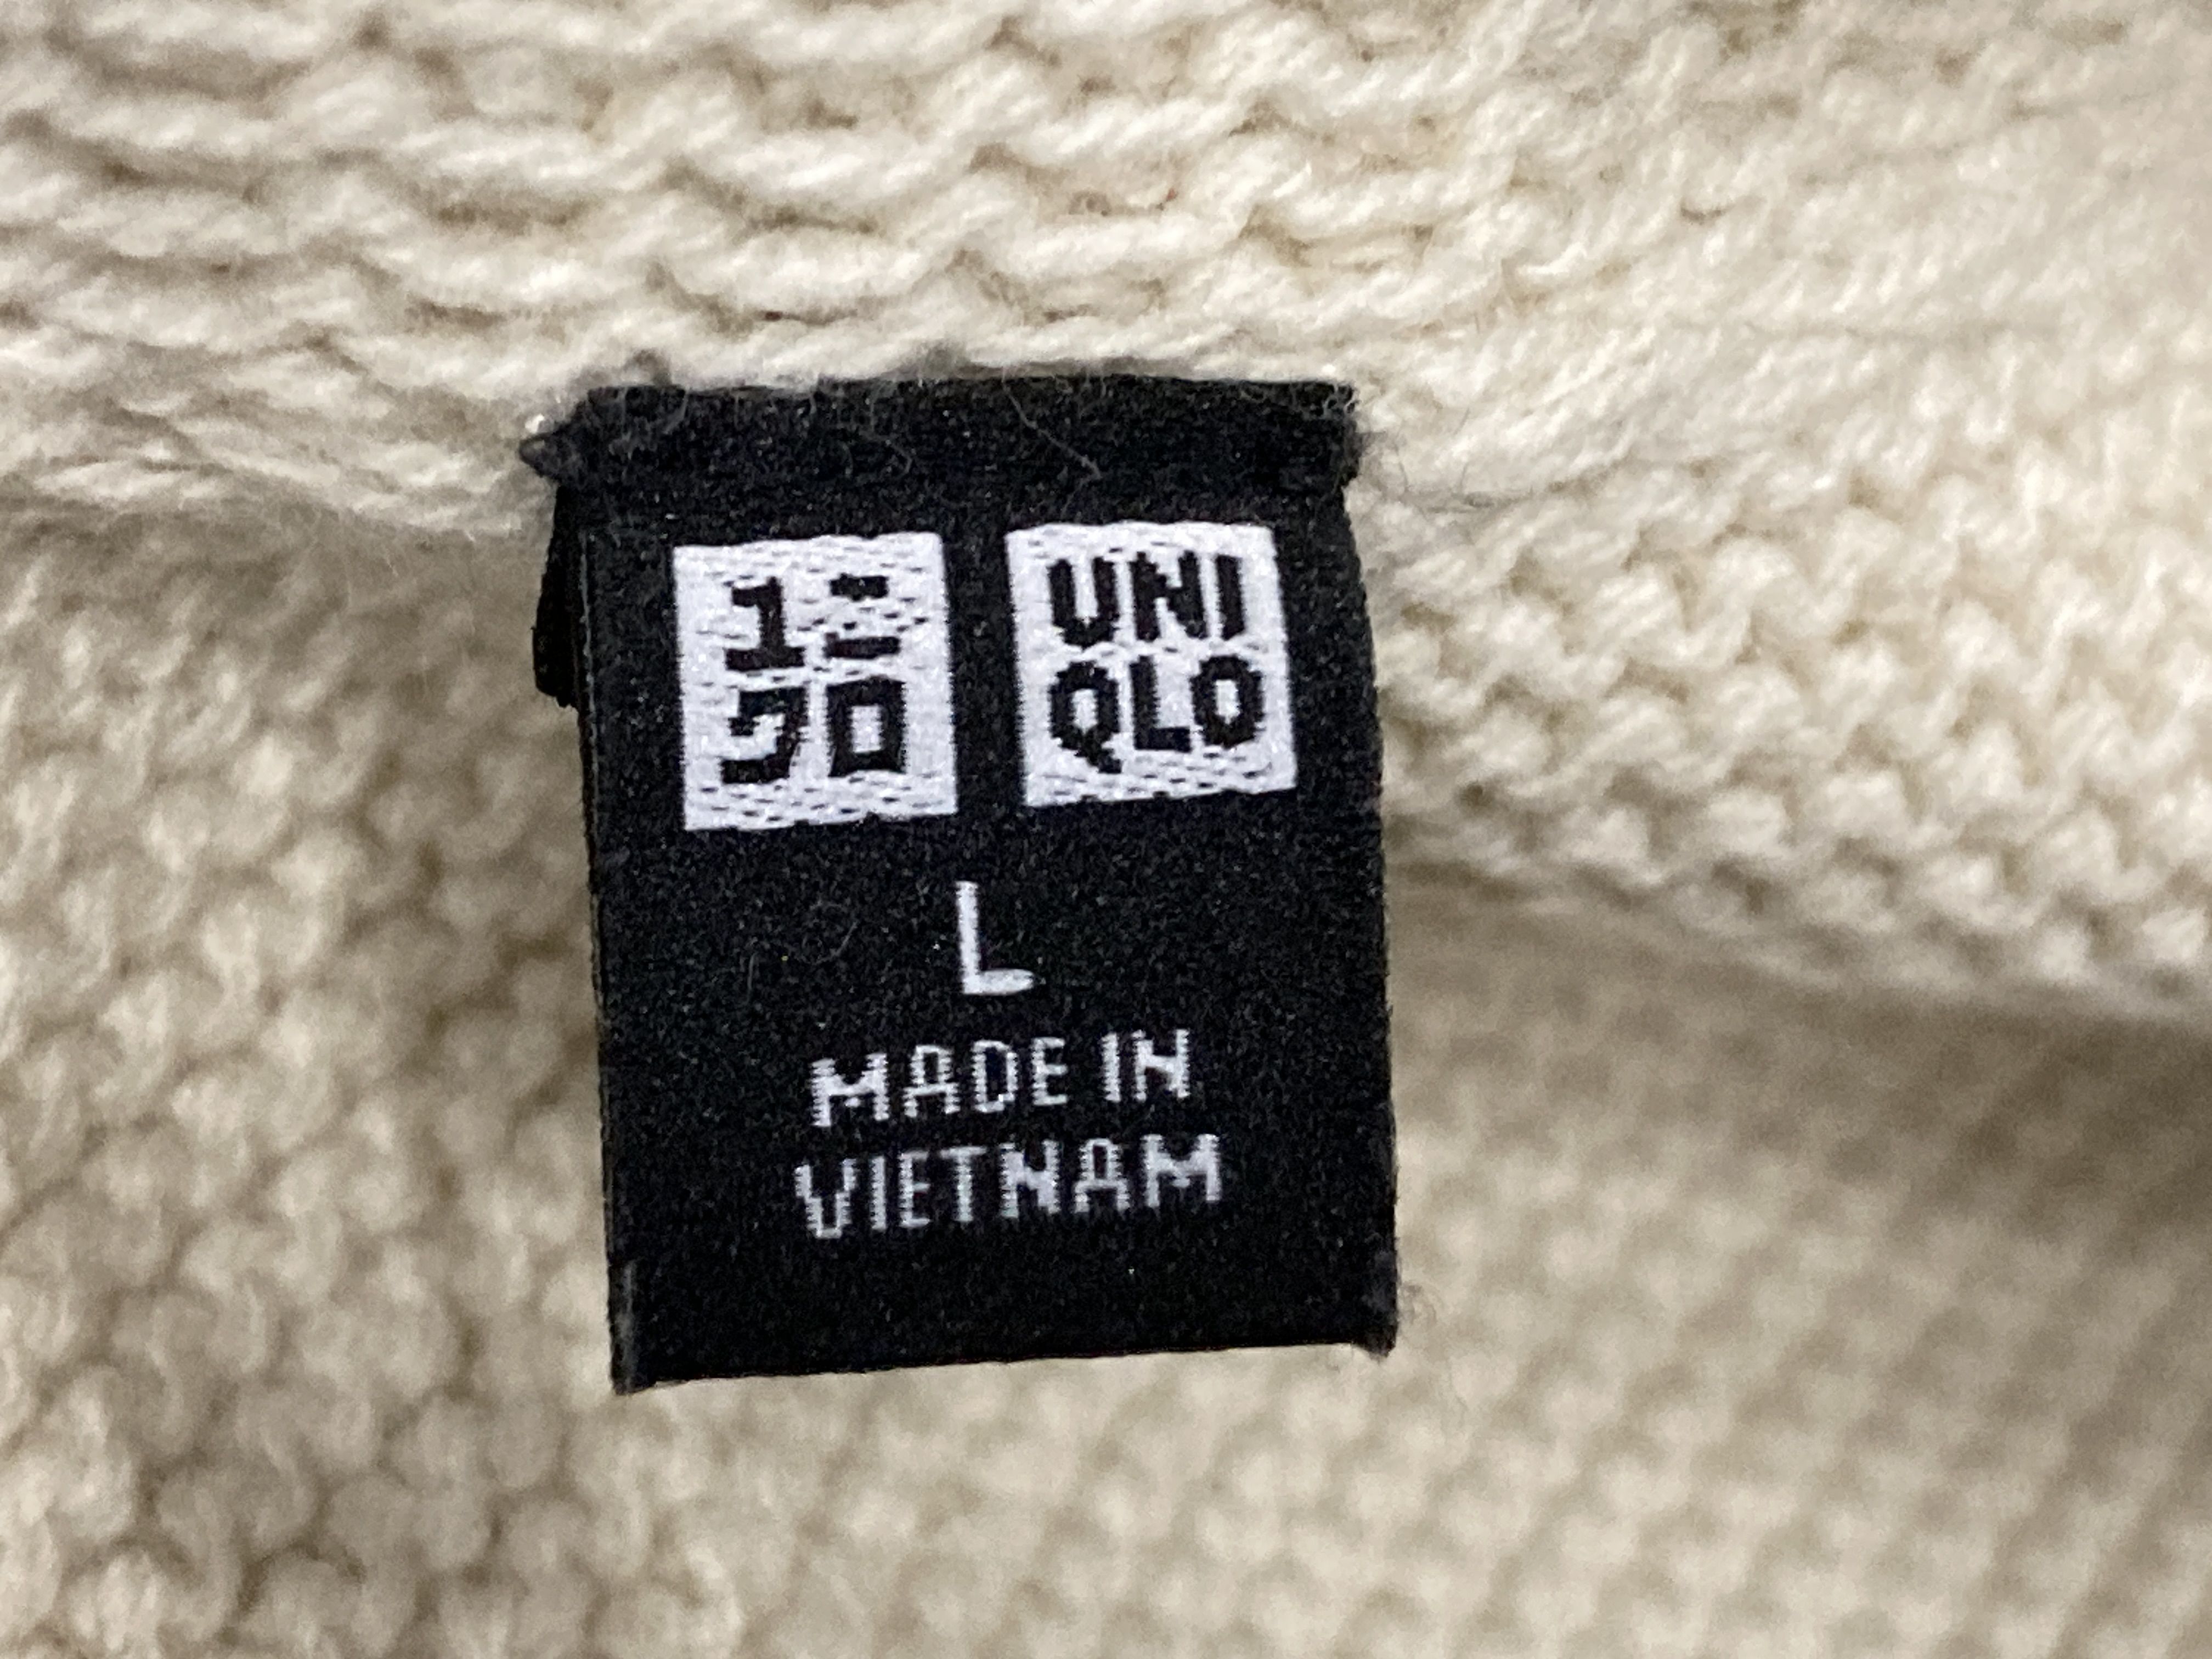 ユニ
クロ
UNI
QLO
L
MADE IN
VIETNAM